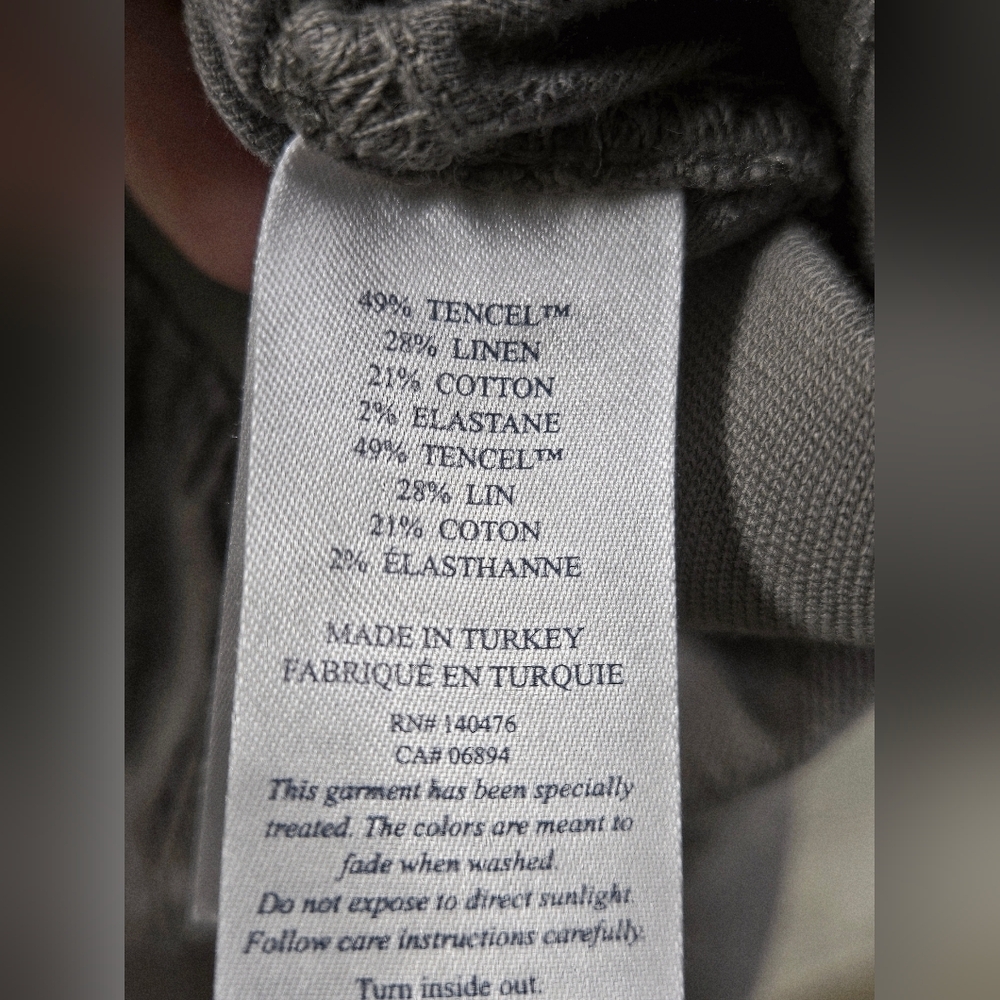 49% TENCEL™
28% LINEN
21% COTTON
2% ELASTANE
49% TENCEL™
28% LIN
21% COTON
2% ÉLASTHANNE
MADE IN TURKEY
FABRIQUÉ EN TURQUIE
RN# 140476
CA# 06894
This garment has been specially
treated. The colors are meant to
fade when washed.
Do not expose to direct sunlight.
Follow care instructions carefully.
Turn inside out.